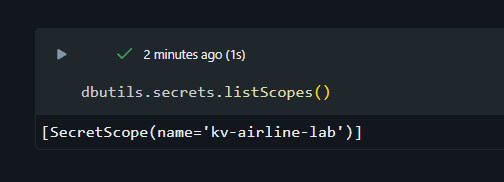 2 minutes ago (1s)
dbutils.secrets.listScopes()
[SecretScope(name='kv-airline-lab')]